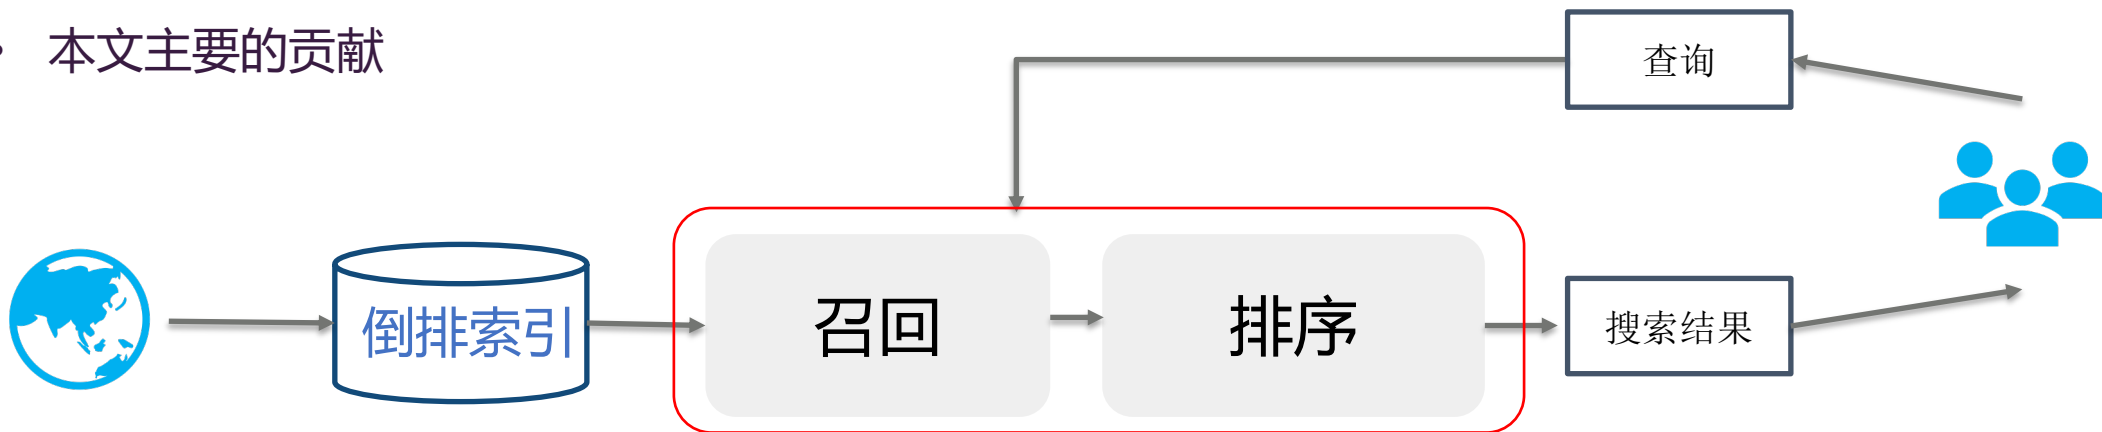 • 本文主要的贡献
查询
倒排索引
召回
排序
搜索结果